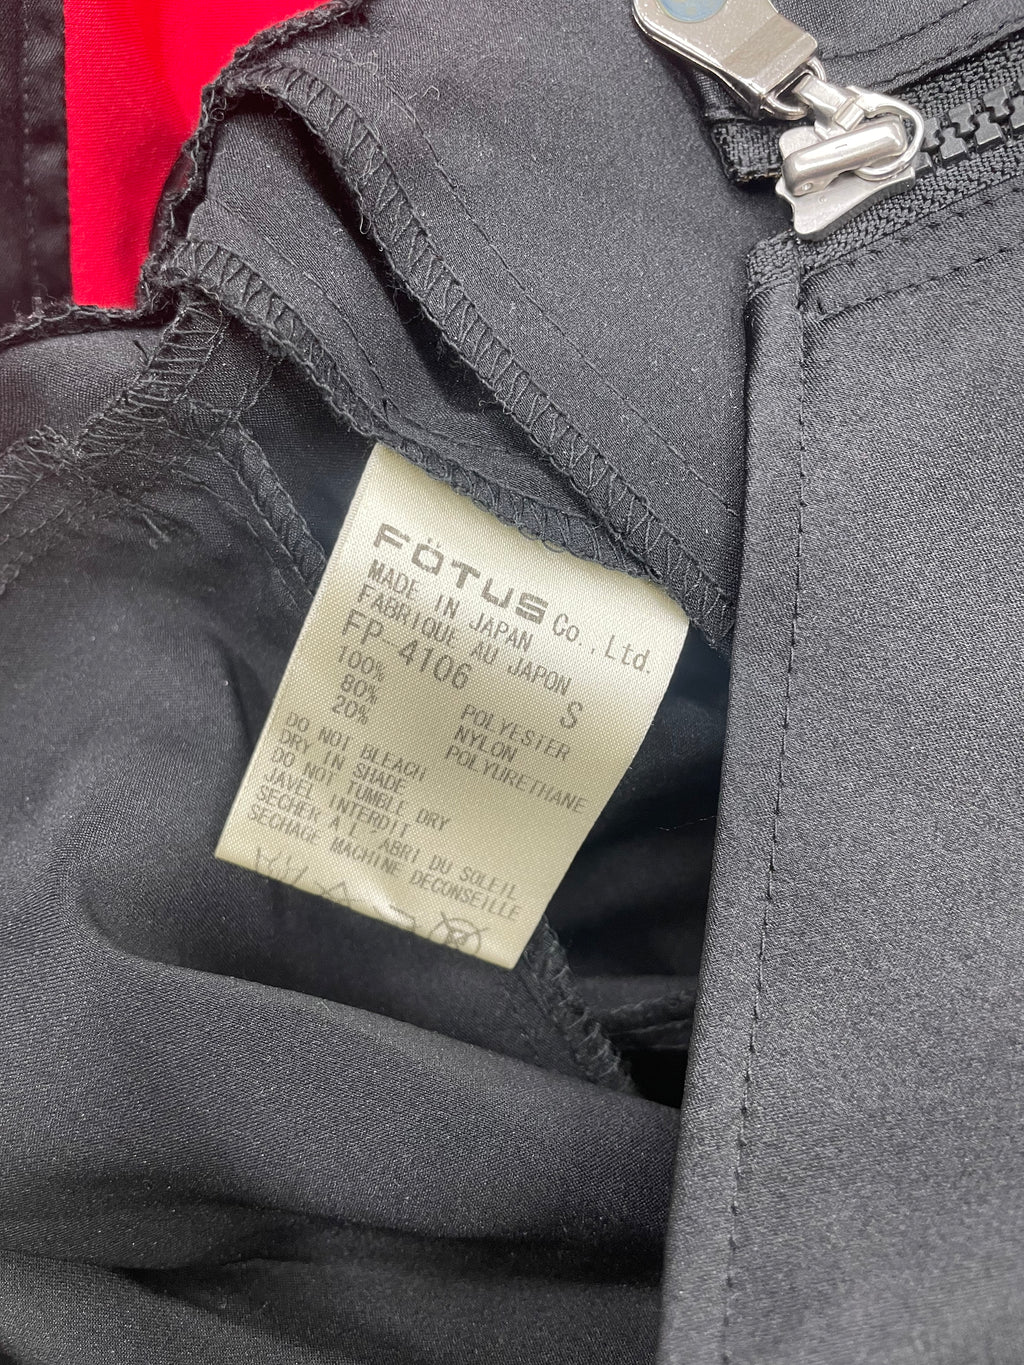 FÖTUS Co.,Ltd.
MADE IN JAPAN
FABRIQUE AU JAPON
FP-4106 S
100% POLYESTER
80% NYLON
20% POLYURETHANE
DO NOT BLEACH
DRY IN SHADE
DO NOT TUMBLE DRY
JAVEL INTERDIT
SECHER A L'ABRI DU SOLEIL
SECHAGE MACHINE DECONSEILLE